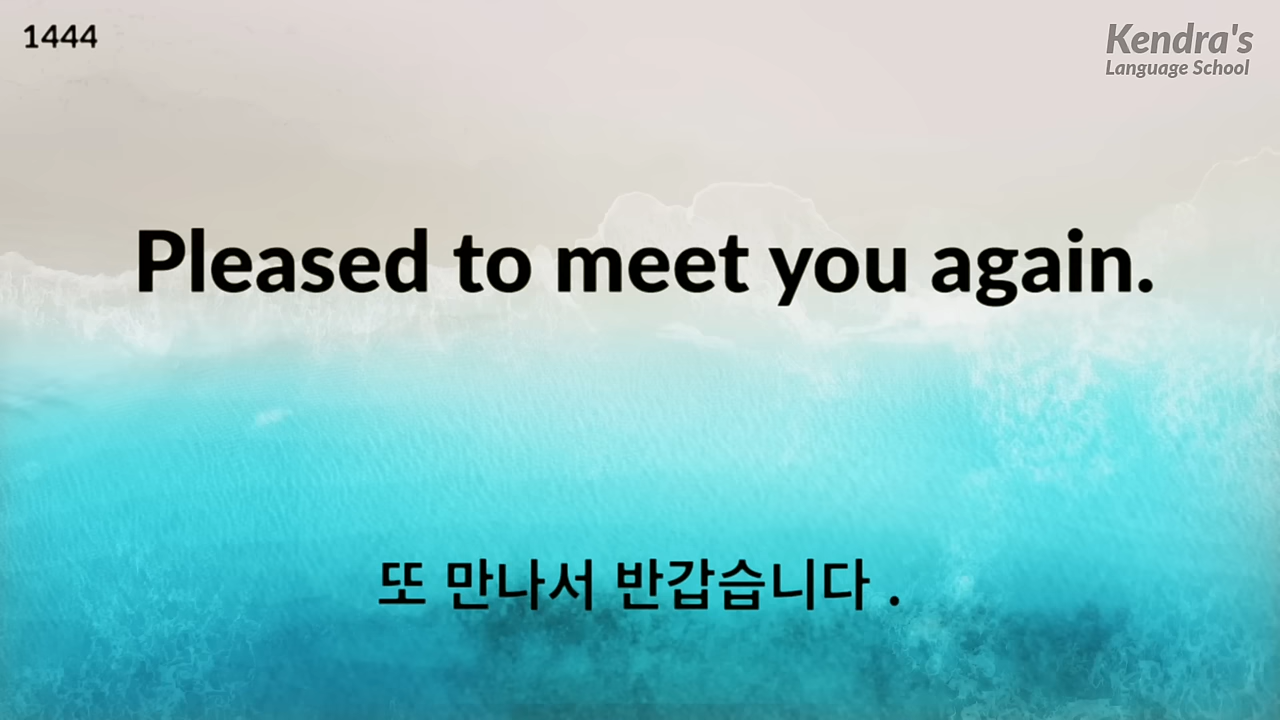 1444
Kendra's
Language School
Pleased to meet you again.
또 만나서 반갑습니다 .